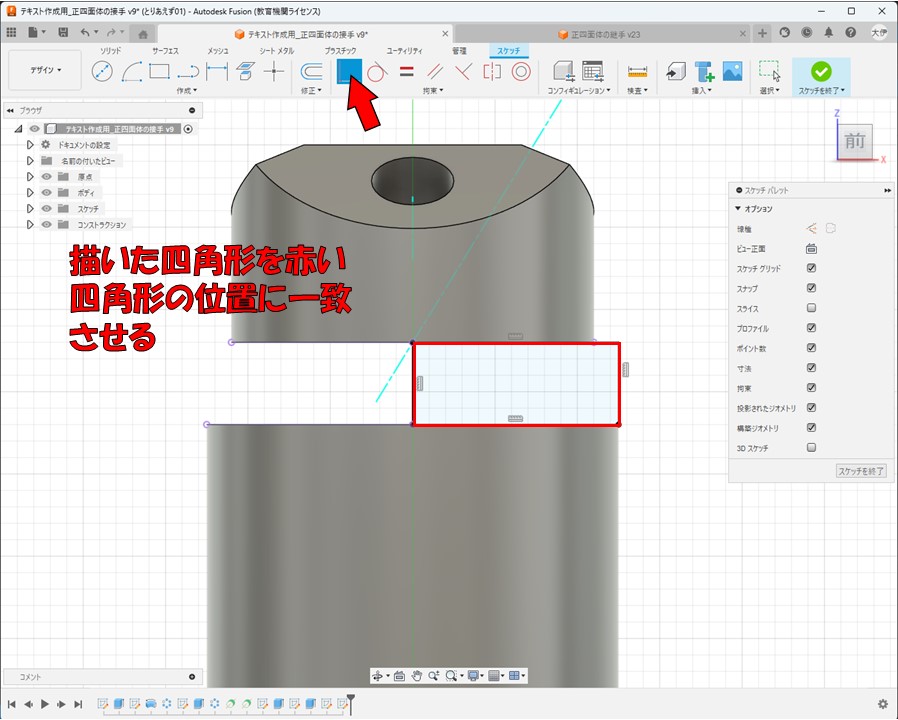 テキスト作成用_正四面体の接手 v9* (とりあえず01) - Autodesk Fusion (教育機関ライセンス)
テキスト作成用_正四面体の接手 v9*
正四面体の継手 v23
大伊
ソリッド サーフェス メッシュ シート メタル プラスチック ユーティリティ 管理 スケッチ
デザイン
作成 修正 拘束 コンフィギュレーション 検査 挿入 選択 スケッチを終了
ブラウザ
テキスト作成用_正四面体の接手 v9
ドキュメントの設定
名前の付いたビュー
原点
ボディ
スケッチ
コンストラクション
描いた四角形を赤い
四角形の位置に一致
させる
Z
前
X
スケッチ パレット
オプション
線種
ビュー正面
スケッチ グリッド
スナップ
スライス
プロファイル
ポイント数
寸法
拘束
投影されたジオメトリ
構築ジオメトリ
3D スケッチ
スケッチを終了
コメント